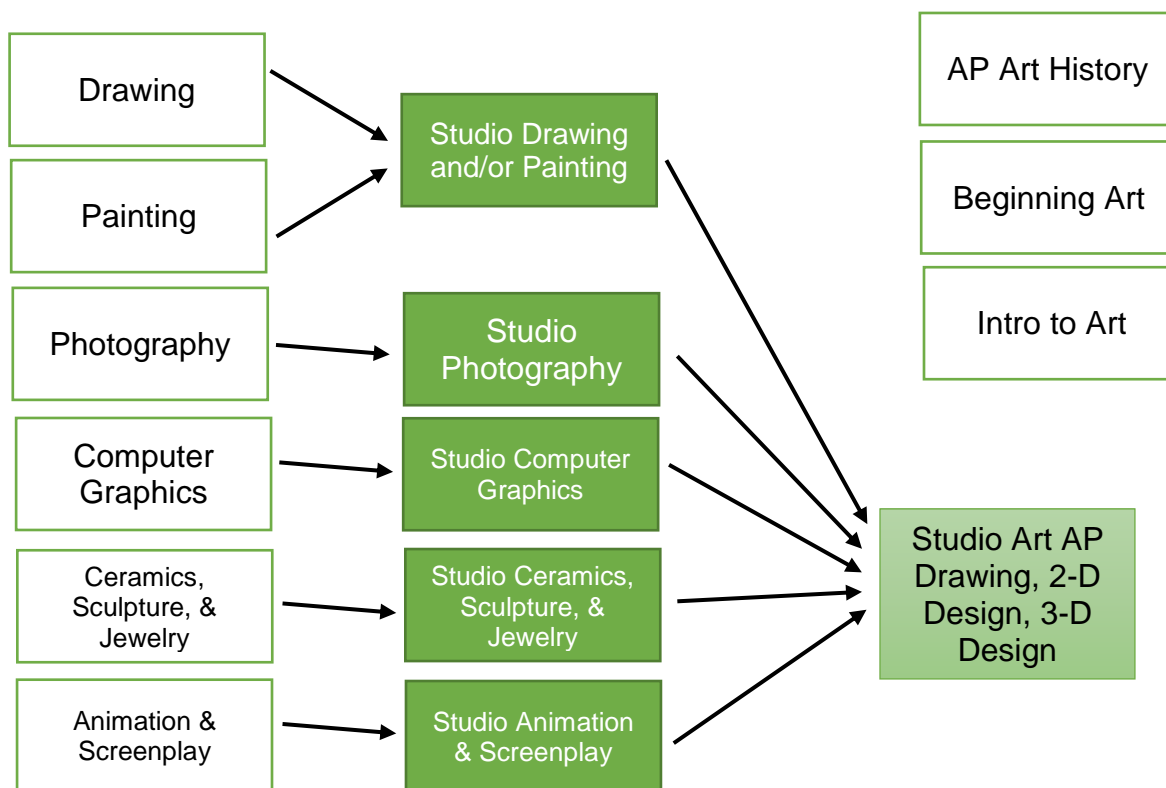 Drawing
Painting
Photography
Computer
Graphics
Ceramics,
Sculpture, &
Jewelry
Animation &
Screenplay
Studio Drawing
and/or Painting
Studio
Photography
Studio Computer
Graphics
Studio Ceramics,
Sculpture, &
Jewelry
Studio Animation
& Screenplay
AP Art History
Beginning Art
Intro to Art
Studio Art AP
Drawing, 2-D
Design, 3-D
Design